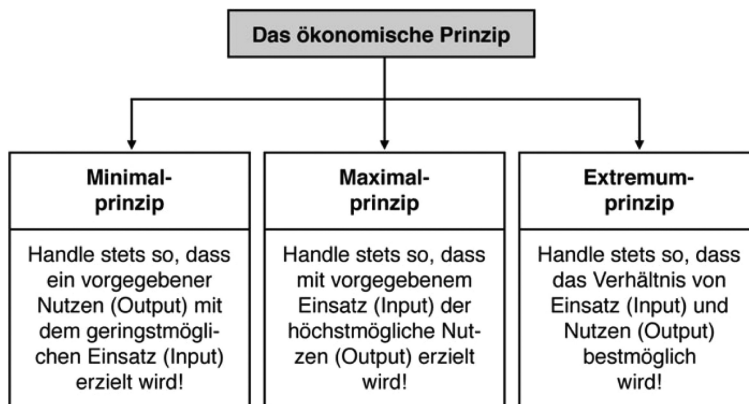 Das ökonomische Prinzip
Minimal-
prinzip
Handle stets so, dass
ein vorgegebener
Nutzen (Output) mit
dem geringstmögli-
chen Einsatz (Input)
erzielt wird!
Maximal-
prinzip
Handle stets so, dass
mit vorgegebenem
Einsatz (Input) der
höchstmögliche Nut-
zen (Output) erzielt
wird!
Extremum-
prinzip
Handle stets so, dass
das Verhältnis von
Einsatz (Input) und
Nutzen (Output)
bestmöglich
wird!